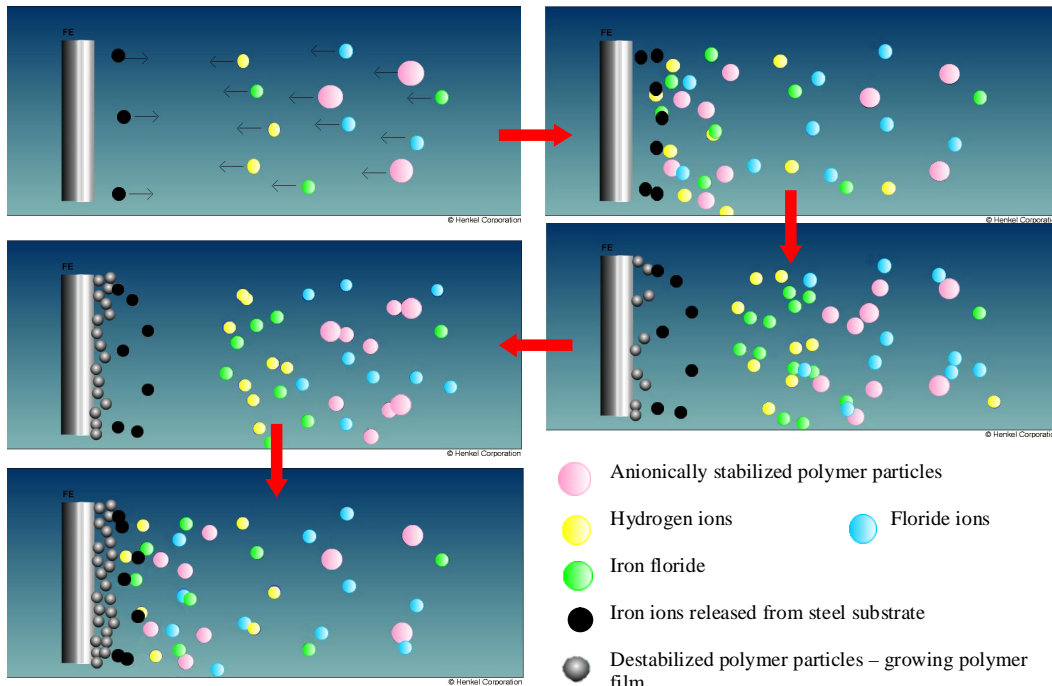 FE
© Henkel Corporation
FE
© Henkel Corporation
FE
© Henkel Corporation
FE
© Henkel Corporation
FE
© Henkel Corporation
Anionically stabilized polymer particles
Hydrogen ions
Floride ions
Iron floride
Iron ions released from steel substrate
Destabilized polymer particles – growing polymer
film